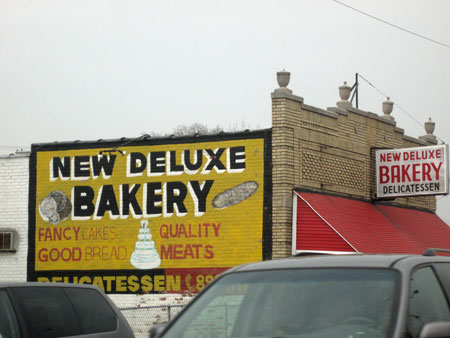 NEW DELUXE
BAKERY
FANCY CAKES
GOOD BREAD
QUALITY
MEATS
DELICATESSEN
NEW DELUXE
BAKERY
DELICATESSEN